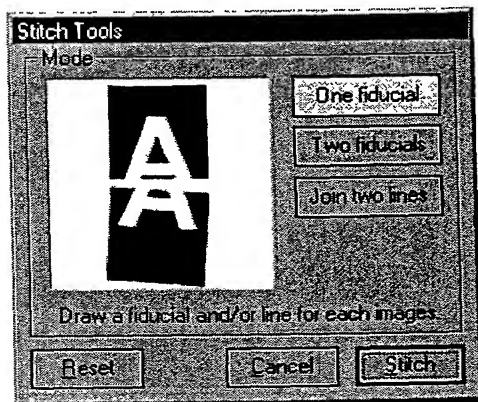 Stitch Tools
Mode
A
A
One fiducial
Two fiducials
Join two lines
Draw a fiducial and/or line for each images
Reset
Cancel
Stitch